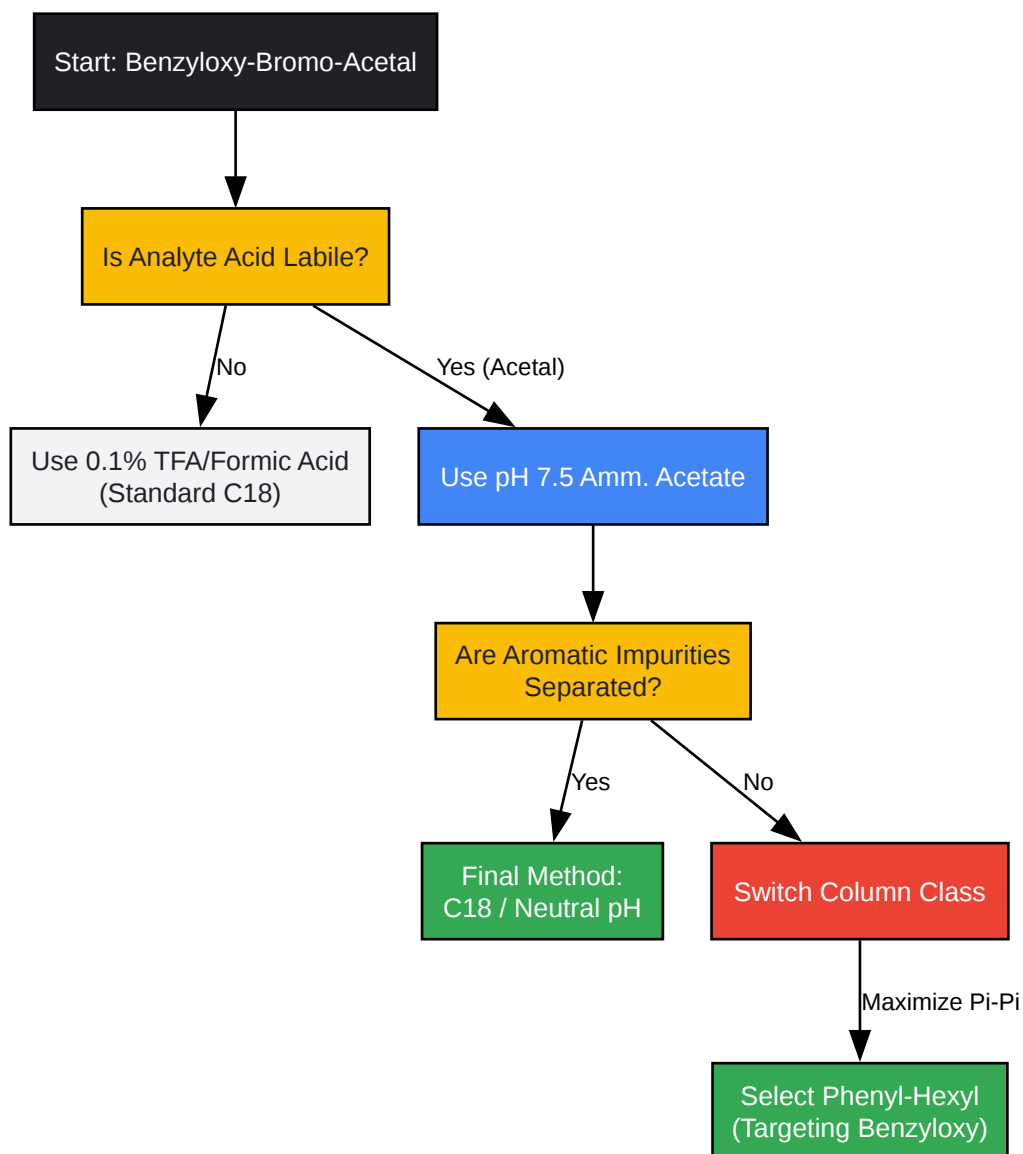 Start: Benzyloxy-Bromo-Acetal
Is Analyte Acid Labile?
No
Yes (Acetal)
Use 0.1% TFA/Formic Acid
(Standard C18)
Use pH 7.5 Amm. Acetate
Are Aromatic Impurities
Separated?
Yes
No
Final Method:
C18 / Neutral pH
Switch Column Class
Maximize Pi-Pi
Select Phenyl-Hexyl
(Targeting Benzyloxy)